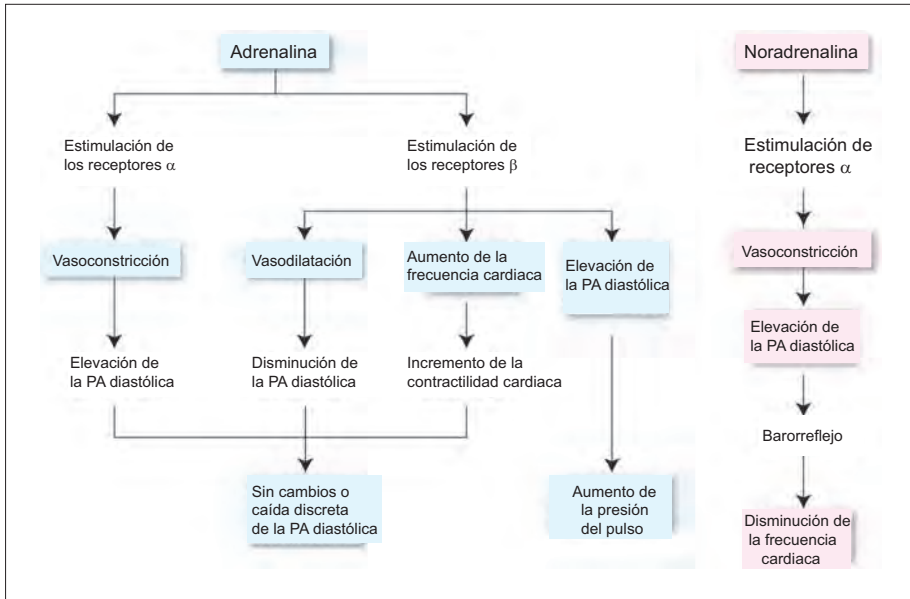 Adrenalina
Noradrenalina
Estimulación de
los receptores α
Estimulación de
los receptores β
Estimulación de
receptores α
Vasoconstricción
Vasodilatación
Aumento de la
frecuencia cardiaca
Elevación de
la PA diastólica
Vasoconstricción
Elevación de
la PA diastólica
Disminución de
la PA diastólica
Incremento de la
contractilidad cardiaca
Elevación de
la PA diastólica
Barorreflejo
Sin cambios o
caída discreta
de la PA diastólica
Aumento de
la presión
del pulso
Disminución de
la frecuencia
cardiaca